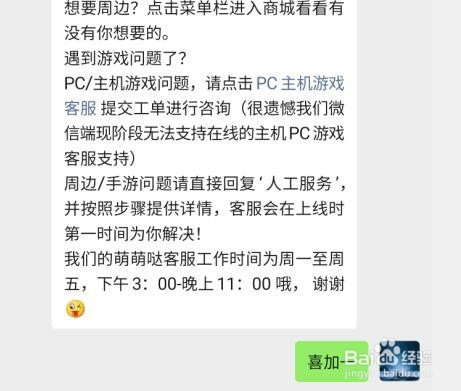 想要周边？点击菜单栏进入商城看看有
没有你想要的。
遇到游戏问题了？
PC/主机游戏问题，请点击 PC 主机游戏
客服 提交工单进行咨询（很遗憾我们微
信端现阶段无法支持在线的主机PC游戏
客服支持）
周边/手游问题请直接回复‘人工服务’，
并按照步骤提供详情，客服会在上线时
第一时间为你解决！
我们的萌萌哒客服工作时间为周一至周
五，下午 3：00-晚上 11：00 哦， 谢谢
喜加一
Baidu经验
jingyan.baidu.com